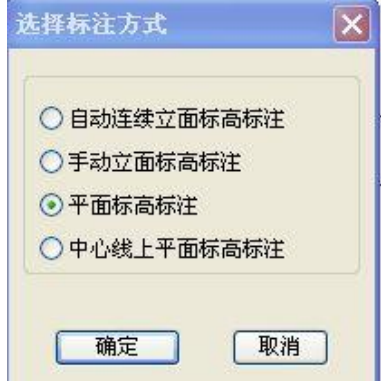 选择标注方式
自动连续立面标高标注
手动立面标高标注
平面标高标注
中心线上平面标高标注
确定 取消